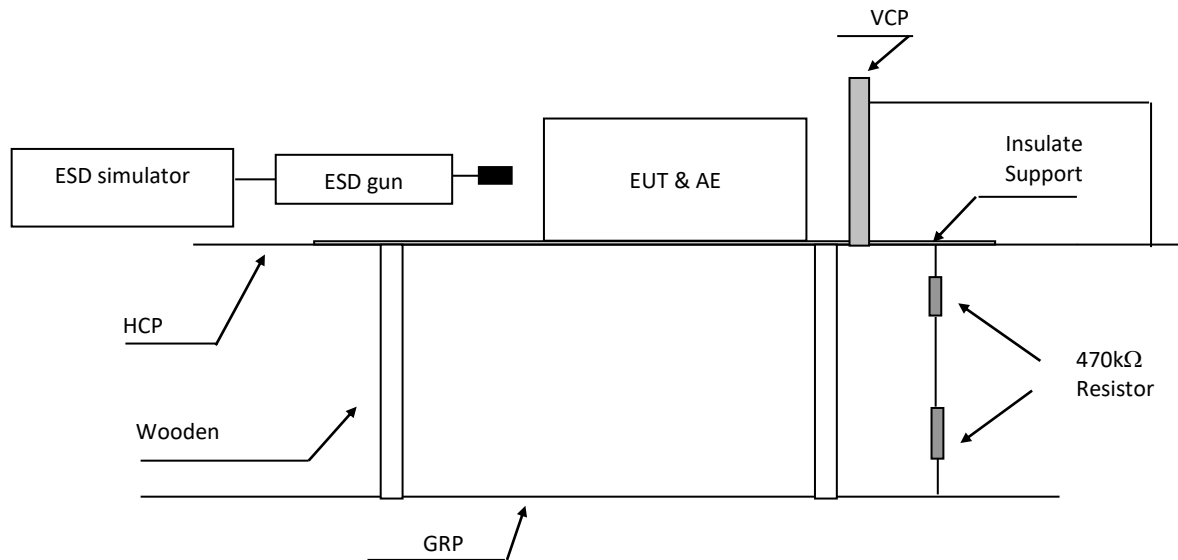 VCP
Insulate
Support
ESD simulator
ESD gun
EUT & AE
HCP
470kΩ
Resistor
Wooden
GRP